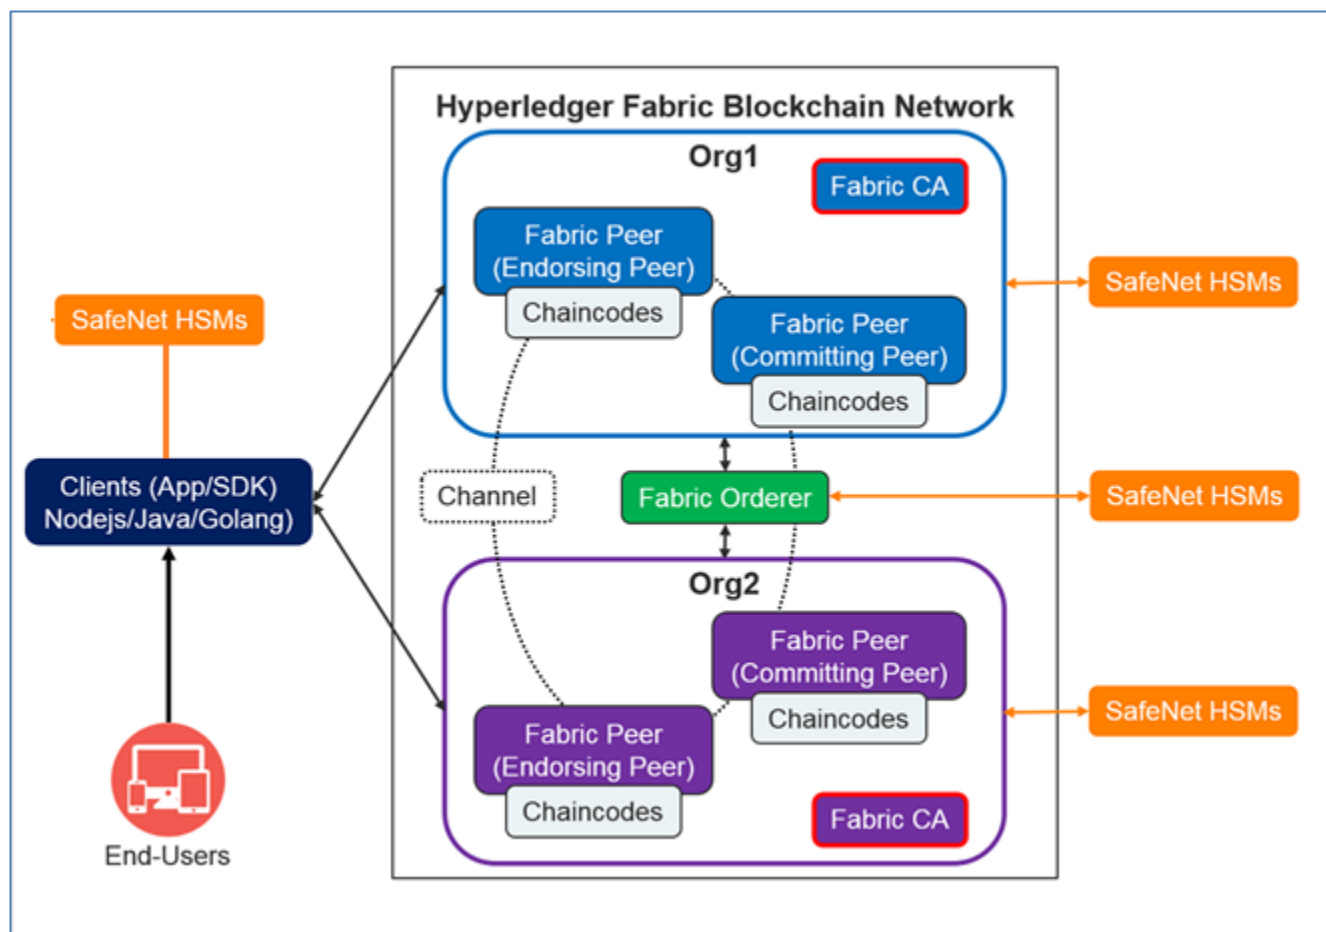 Hyperledger Fabric Blockchain Network
Org1
Fabric CA
Fabric Peer
(Endorsing Peer)
Chaincodes
Fabric Peer
(Committing Peer)
Chaincodes
SafeNet HSMs
SafeNet HSMs
Clients (App/SDK)
Nodejs/Java/Golang)
Channel
Fabric Orderer
SafeNet HSMs
Org2
Fabric Peer
(Committing Peer)
Chaincodes
SafeNet HSMs
Fabric Peer
(Endorsing Peer)
Chaincodes
Fabric CA
End-Users